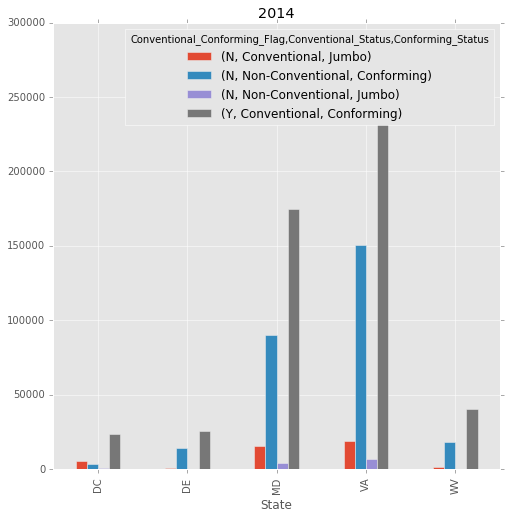 2014
300000
250000
200000
150000
100000
50000
0
Conventional_Conforming_Flag,Conventional_Status,Conforming_Status
(N, Conventional, Jumbo)
(N, Non-Conventional, Conforming)
(N, Non-Conventional, Jumbo)
(Y, Conventional, Conforming)
DC
DE
MD
VA
WV
State